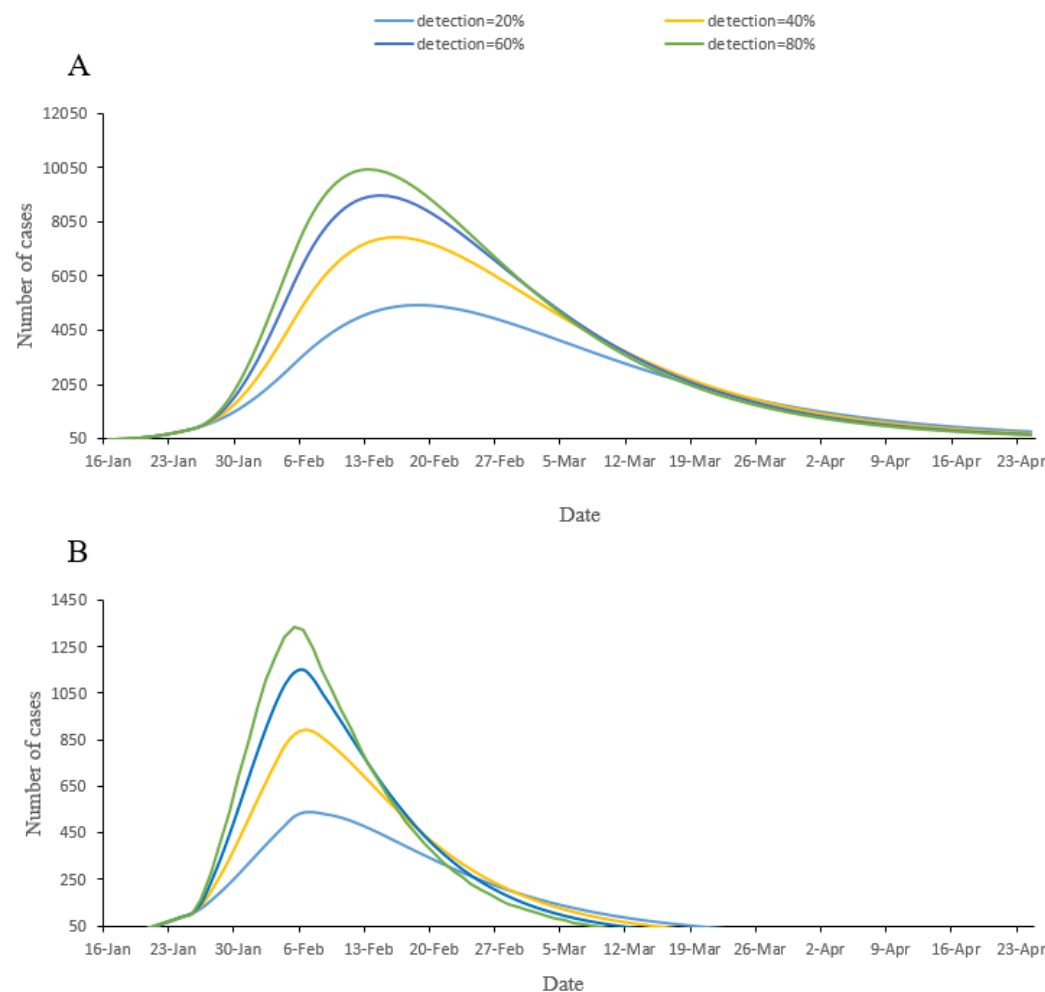 detection=20% detection=40%
detection=60% detection=80%
A
12050
10050
8050
6050
4050
2050
50
Number of cases
16-Jan 23-Jan 30-Jan 6-Feb 13-Feb 20-Feb 27-Feb 5-Mar 12-Mar 19-Mar 26-Mar 2-Apr 9-Apr 16-Apr 23-Apr
Date
B
1450
1250
1050
850
650
450
250
50
Number of cases
16-Jan 23-Jan 30-Jan 6-Feb 13-Feb 20-Feb 27-Feb 5-Mar 12-Mar 19-Mar 26-Mar 2-Apr 9-Apr 16-Apr 23-Apr
Date